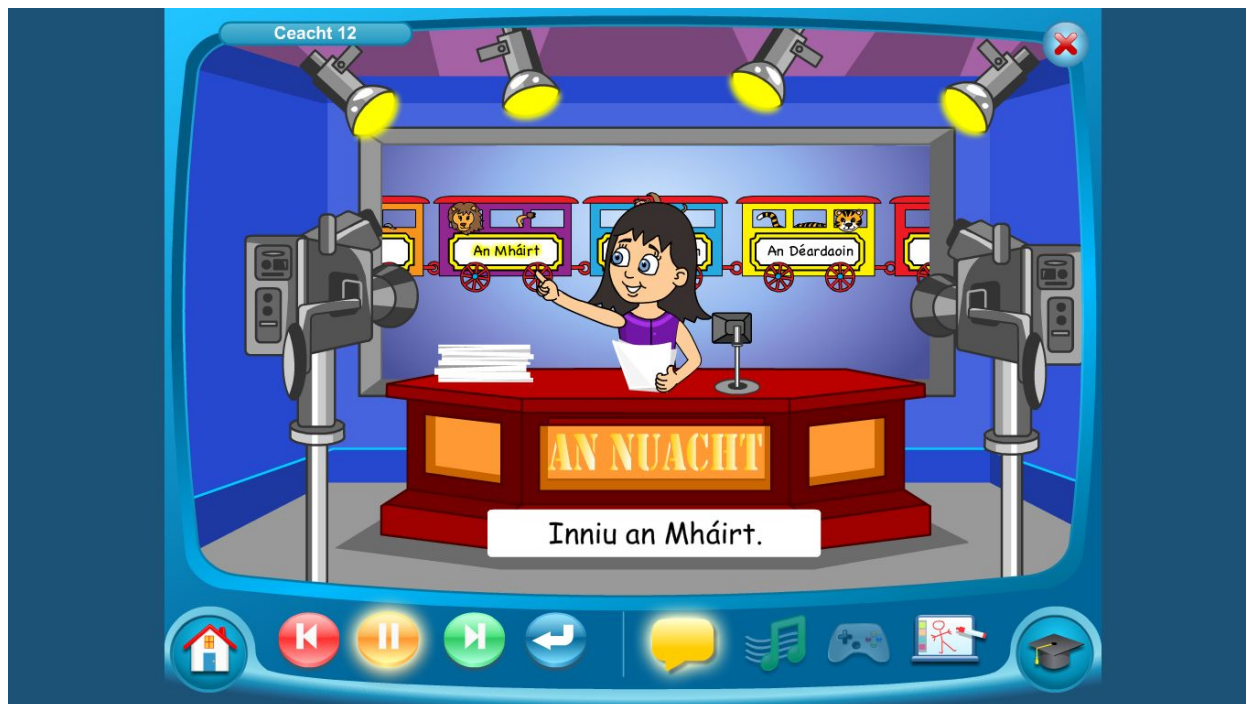 Ceacht 12
An Mháirt
An Déardaoin
AN NUACHT
Inniu an Mháirt.